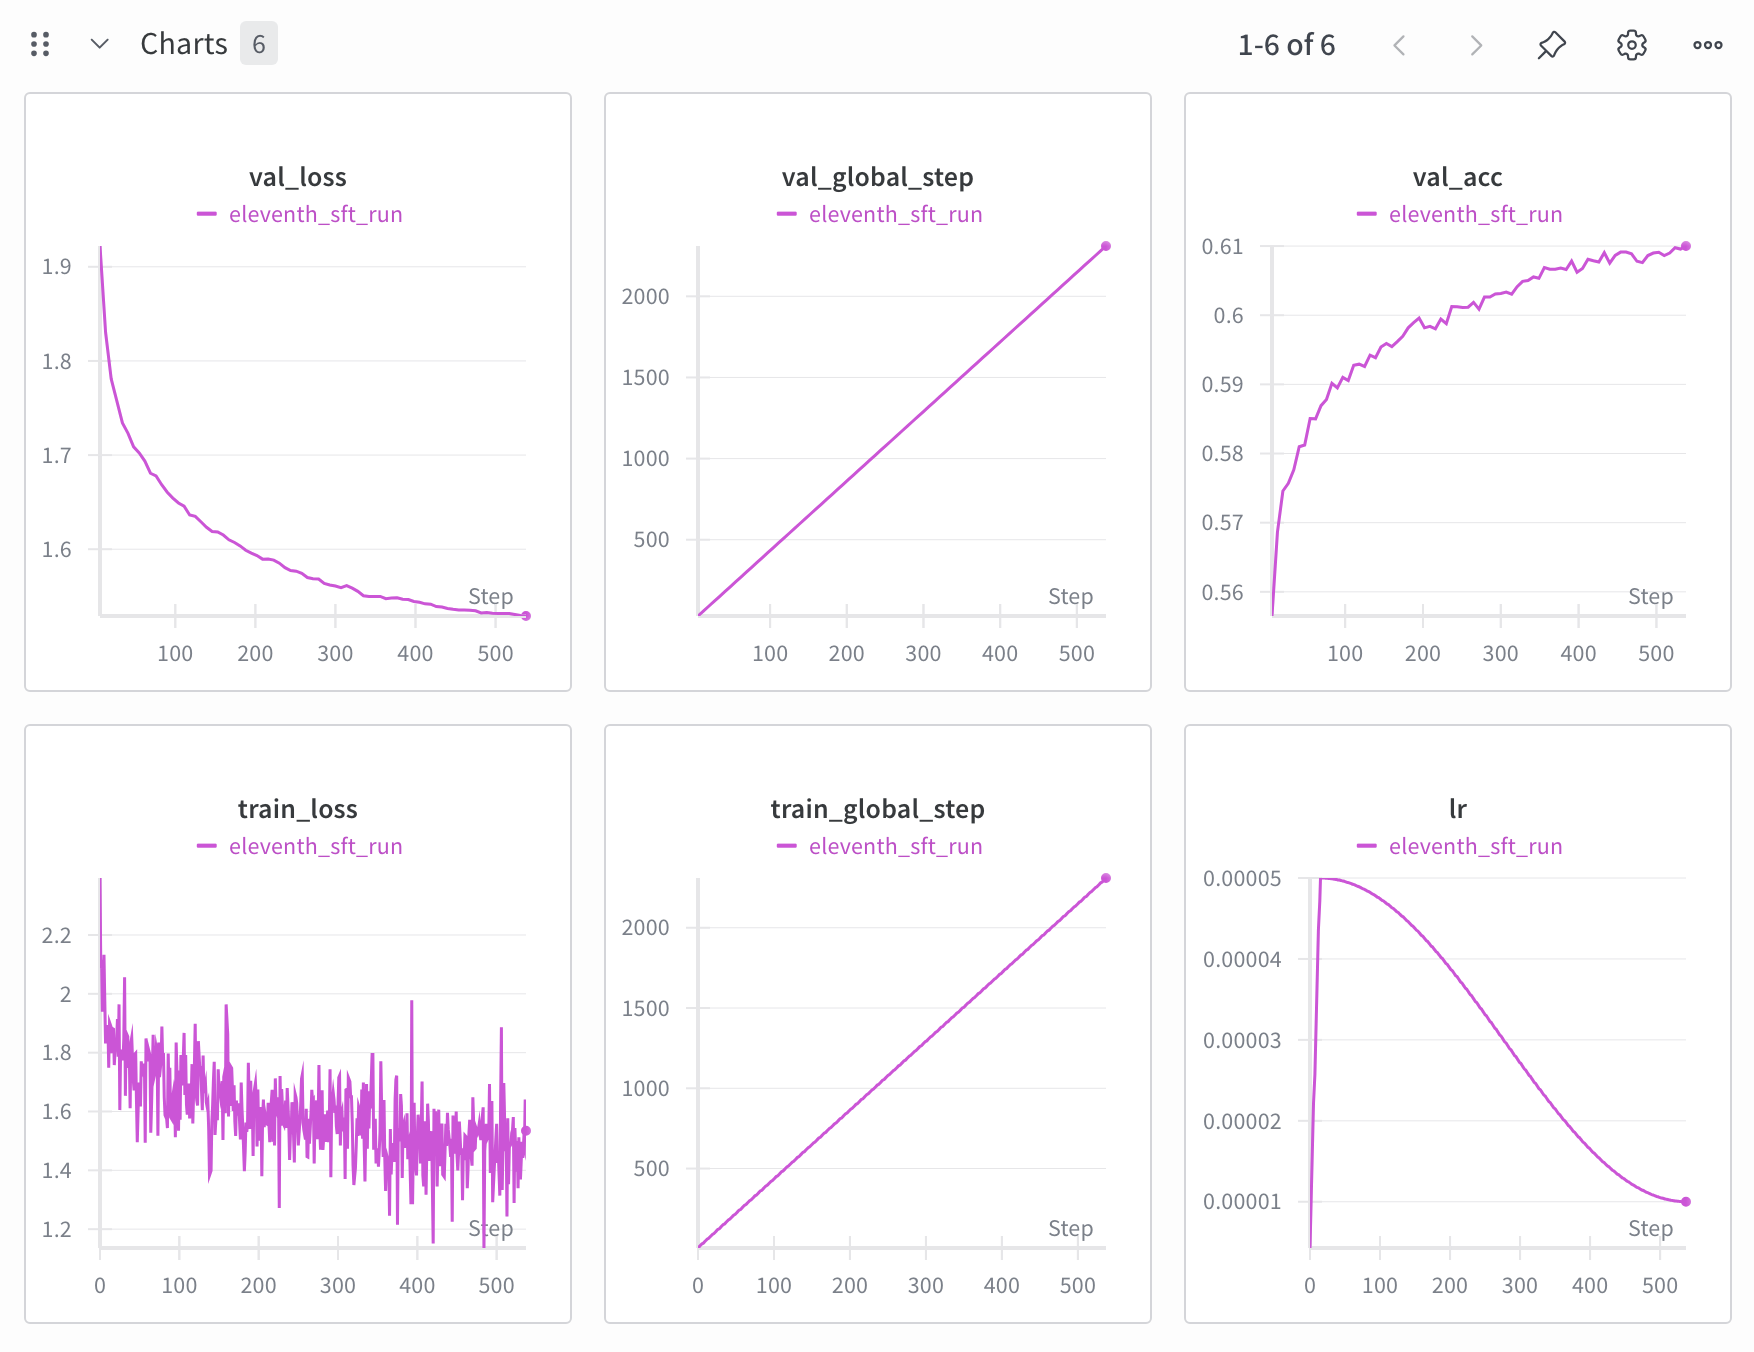 Charts 6
1-6 of 6
val_loss
eleventh_sft_run
1.9
1.8
1.7
1.6
Step
100 200 300 400 500
val_global_step
eleventh_sft_run
2000
1500
1000
500
Step
100 200 300 400 500
val_acc
eleventh_sft_run
0.61
0.6
0.59
0.58
0.57
0.56
Step
100 200 300 400 500
train_loss
eleventh_sft_run
2.2
2
1.8
1.6
1.4
1.2
Step
0 100 200 300 400 500
train_global_step
eleventh_sft_run
2000
1500
1000
500
Step
0 100 200 300 400 500
lr
eleventh_sft_run
0.00005
0.00004
0.00003
0.00002
0.00001
Step
0 100 200 300 400 500